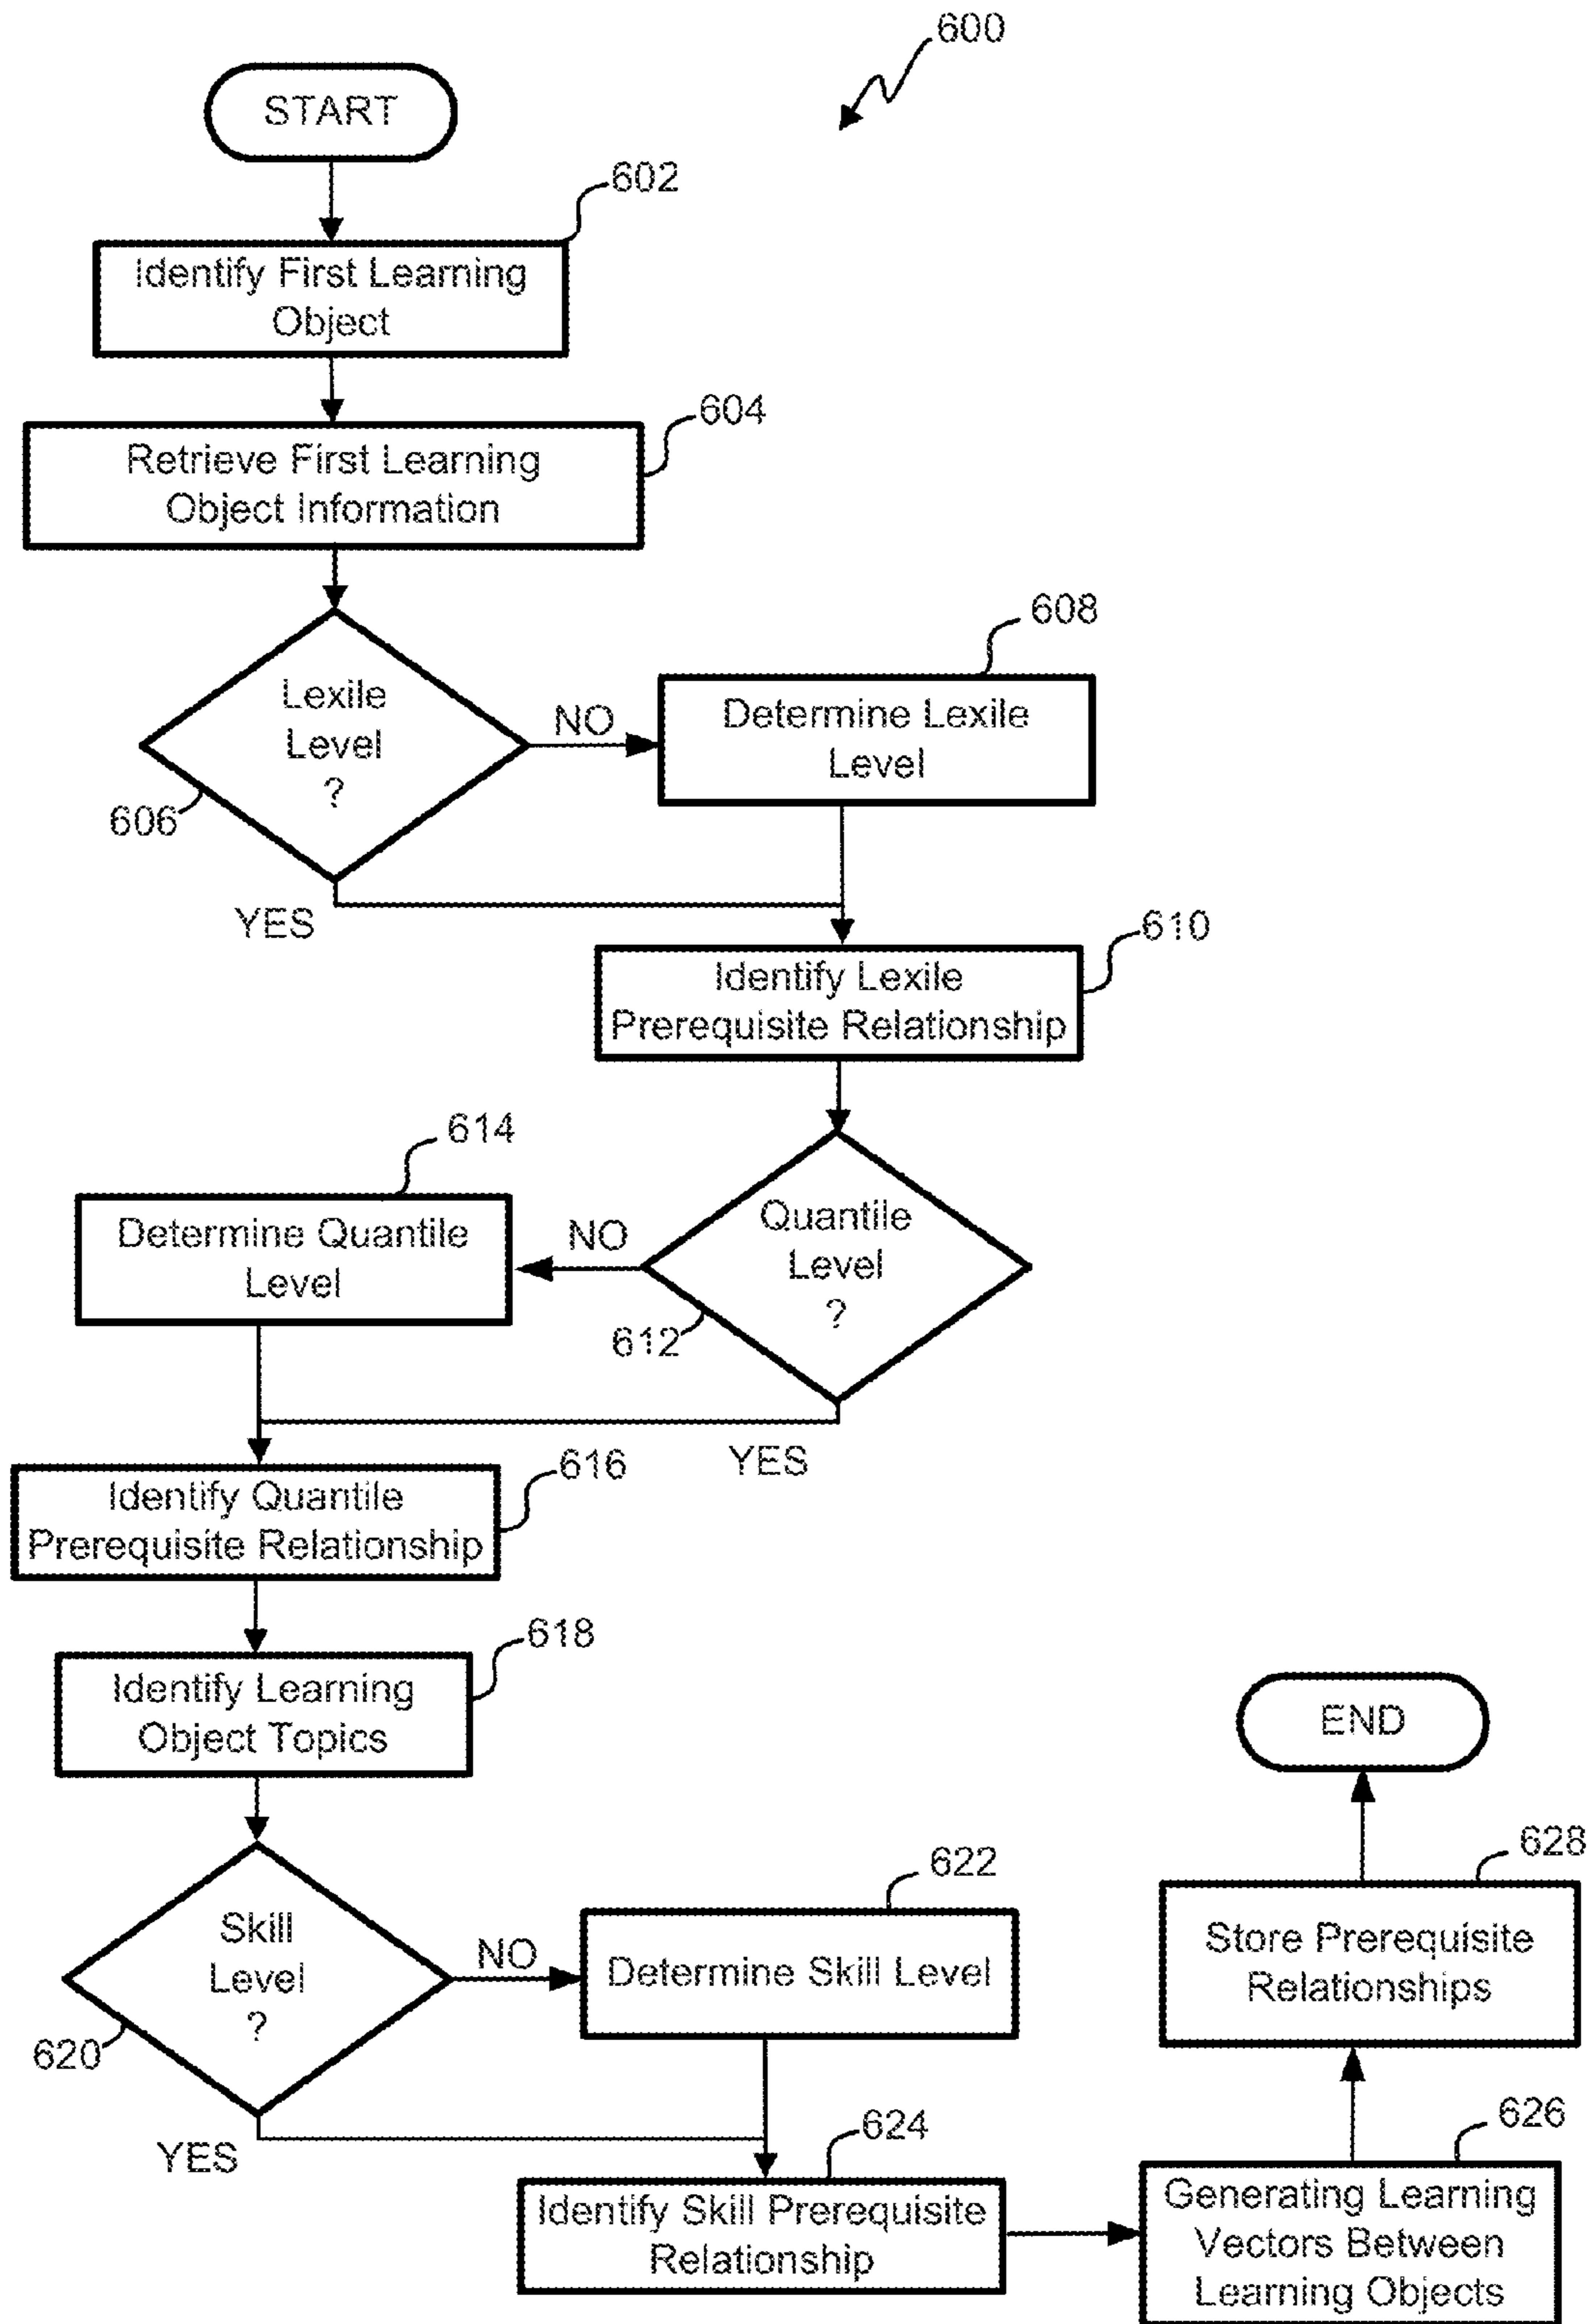 600
START
602
Identify First Learning
Object
604
Retrieve First Learning
Object Information
608
Lexile
Level
?
NO
Determine Lexile
Level
606
YES
610
Identify Lexile
Prerequisite Relationship
614
Quantile
Level
?
NO
Determine Quantile
Level
612
YES
616
Identify Quantile
Prerequisite Relationship
618
Identify Learning
Object Topics
END
628
622
Skill
Level
?
NO
Determine Skill Level
Store Prerequisite
Relationships
620
YES
624
626
Identify Skill Prerequisite
Relationship
Generating Learning
Vectors Between
Learning Objects